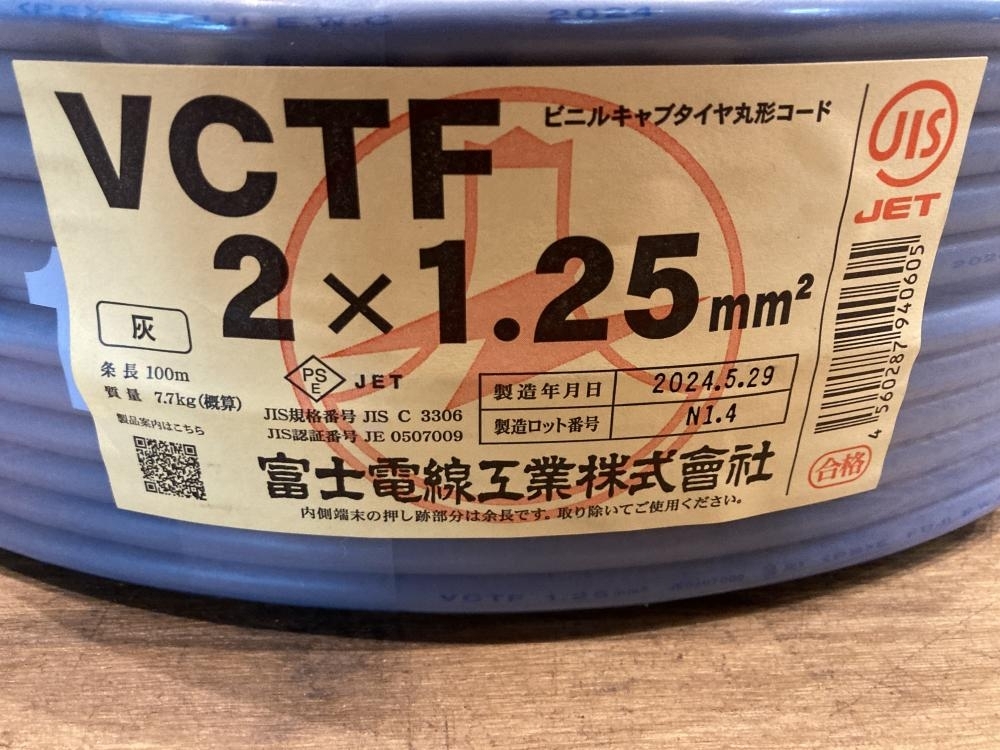 <PS>E FUJI E.W.C 2024
VCTF
ビニルキャブタイヤ丸形コード
2×1.25mm²
灰
条長 100m
質量 7.7kg(概算)
製品案内はこちら
PSE JET
JIS規格番号 JIS C 3306
JIS認証番号 JE 0507009
製造年月日 2024.5.29
製造ロット番号 N1.4
富士電線工業株式會社
内側端末の押し跡部分は余長です。取り除いてご使用ください。
JIS
JET
4560287940605
合格
VCTF 1.25mm²